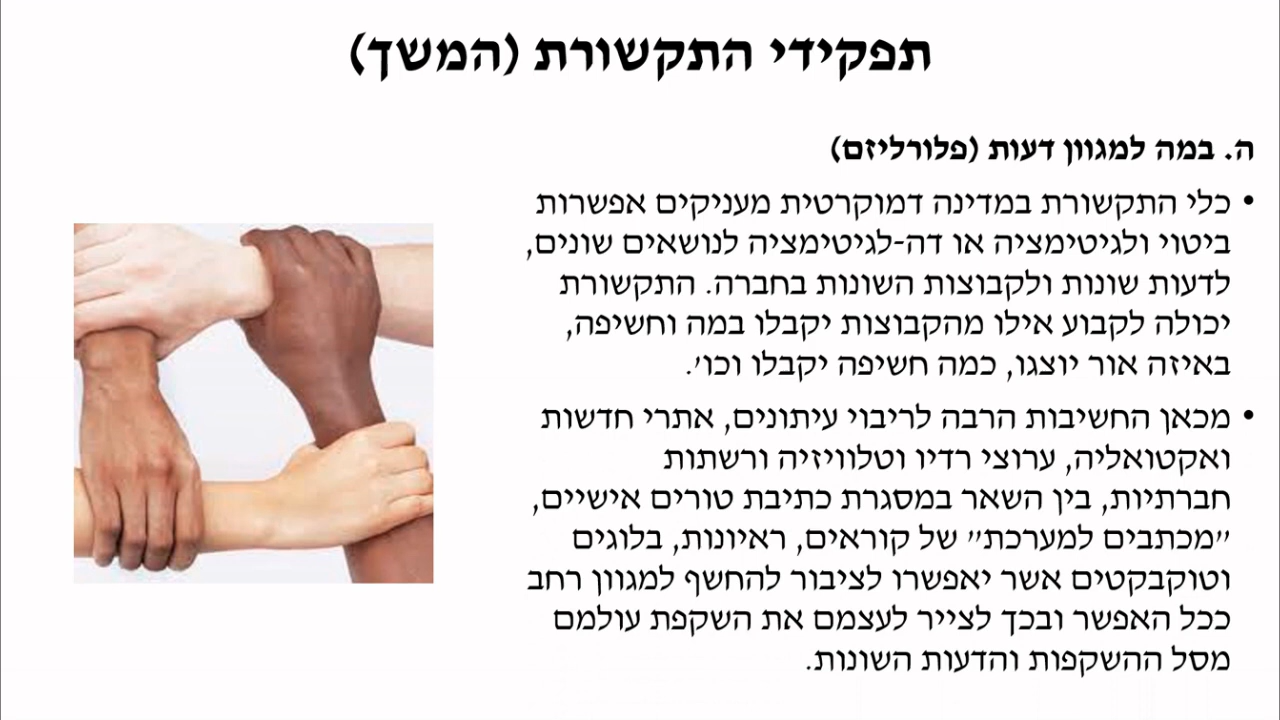 תפקידי התקשורת (המשך)
ה. במה למגוון דעות (פלורליזם)
• כלי התקשורת במדינה דמוקרטית מעניקים אפשרות
ביטוי ולגיטימציה או דה-לגיטימציה לנושאים שונים,
לדעות שונות ולקבוצות השונות בחברה. התקשורת
יכולה לקבוע אילו מהקבוצות יקבלו במה וחשיפה,
באיזה אור יוצגו, כמה חשיפה יקבלו וכו'.
• מכאן החשיבות הרבה לריבוי עיתונים, אתרי חדשות
ואקטואליה, ערוצי רדיו וטלוויזיה ורשתות
חברתיות, בין השאר במסגרת כתיבת טורים אישיים,
"מכתבים למערכת" של קוראים, ראיונות, בלוגים
וטוקבקטים אשר יאפשרו לציבור להחשף למגוון רחב
ככל האפשר ובכך לצייר לעצמם את השקפת עולמם
מסל ההשקפות והדעות השונות.